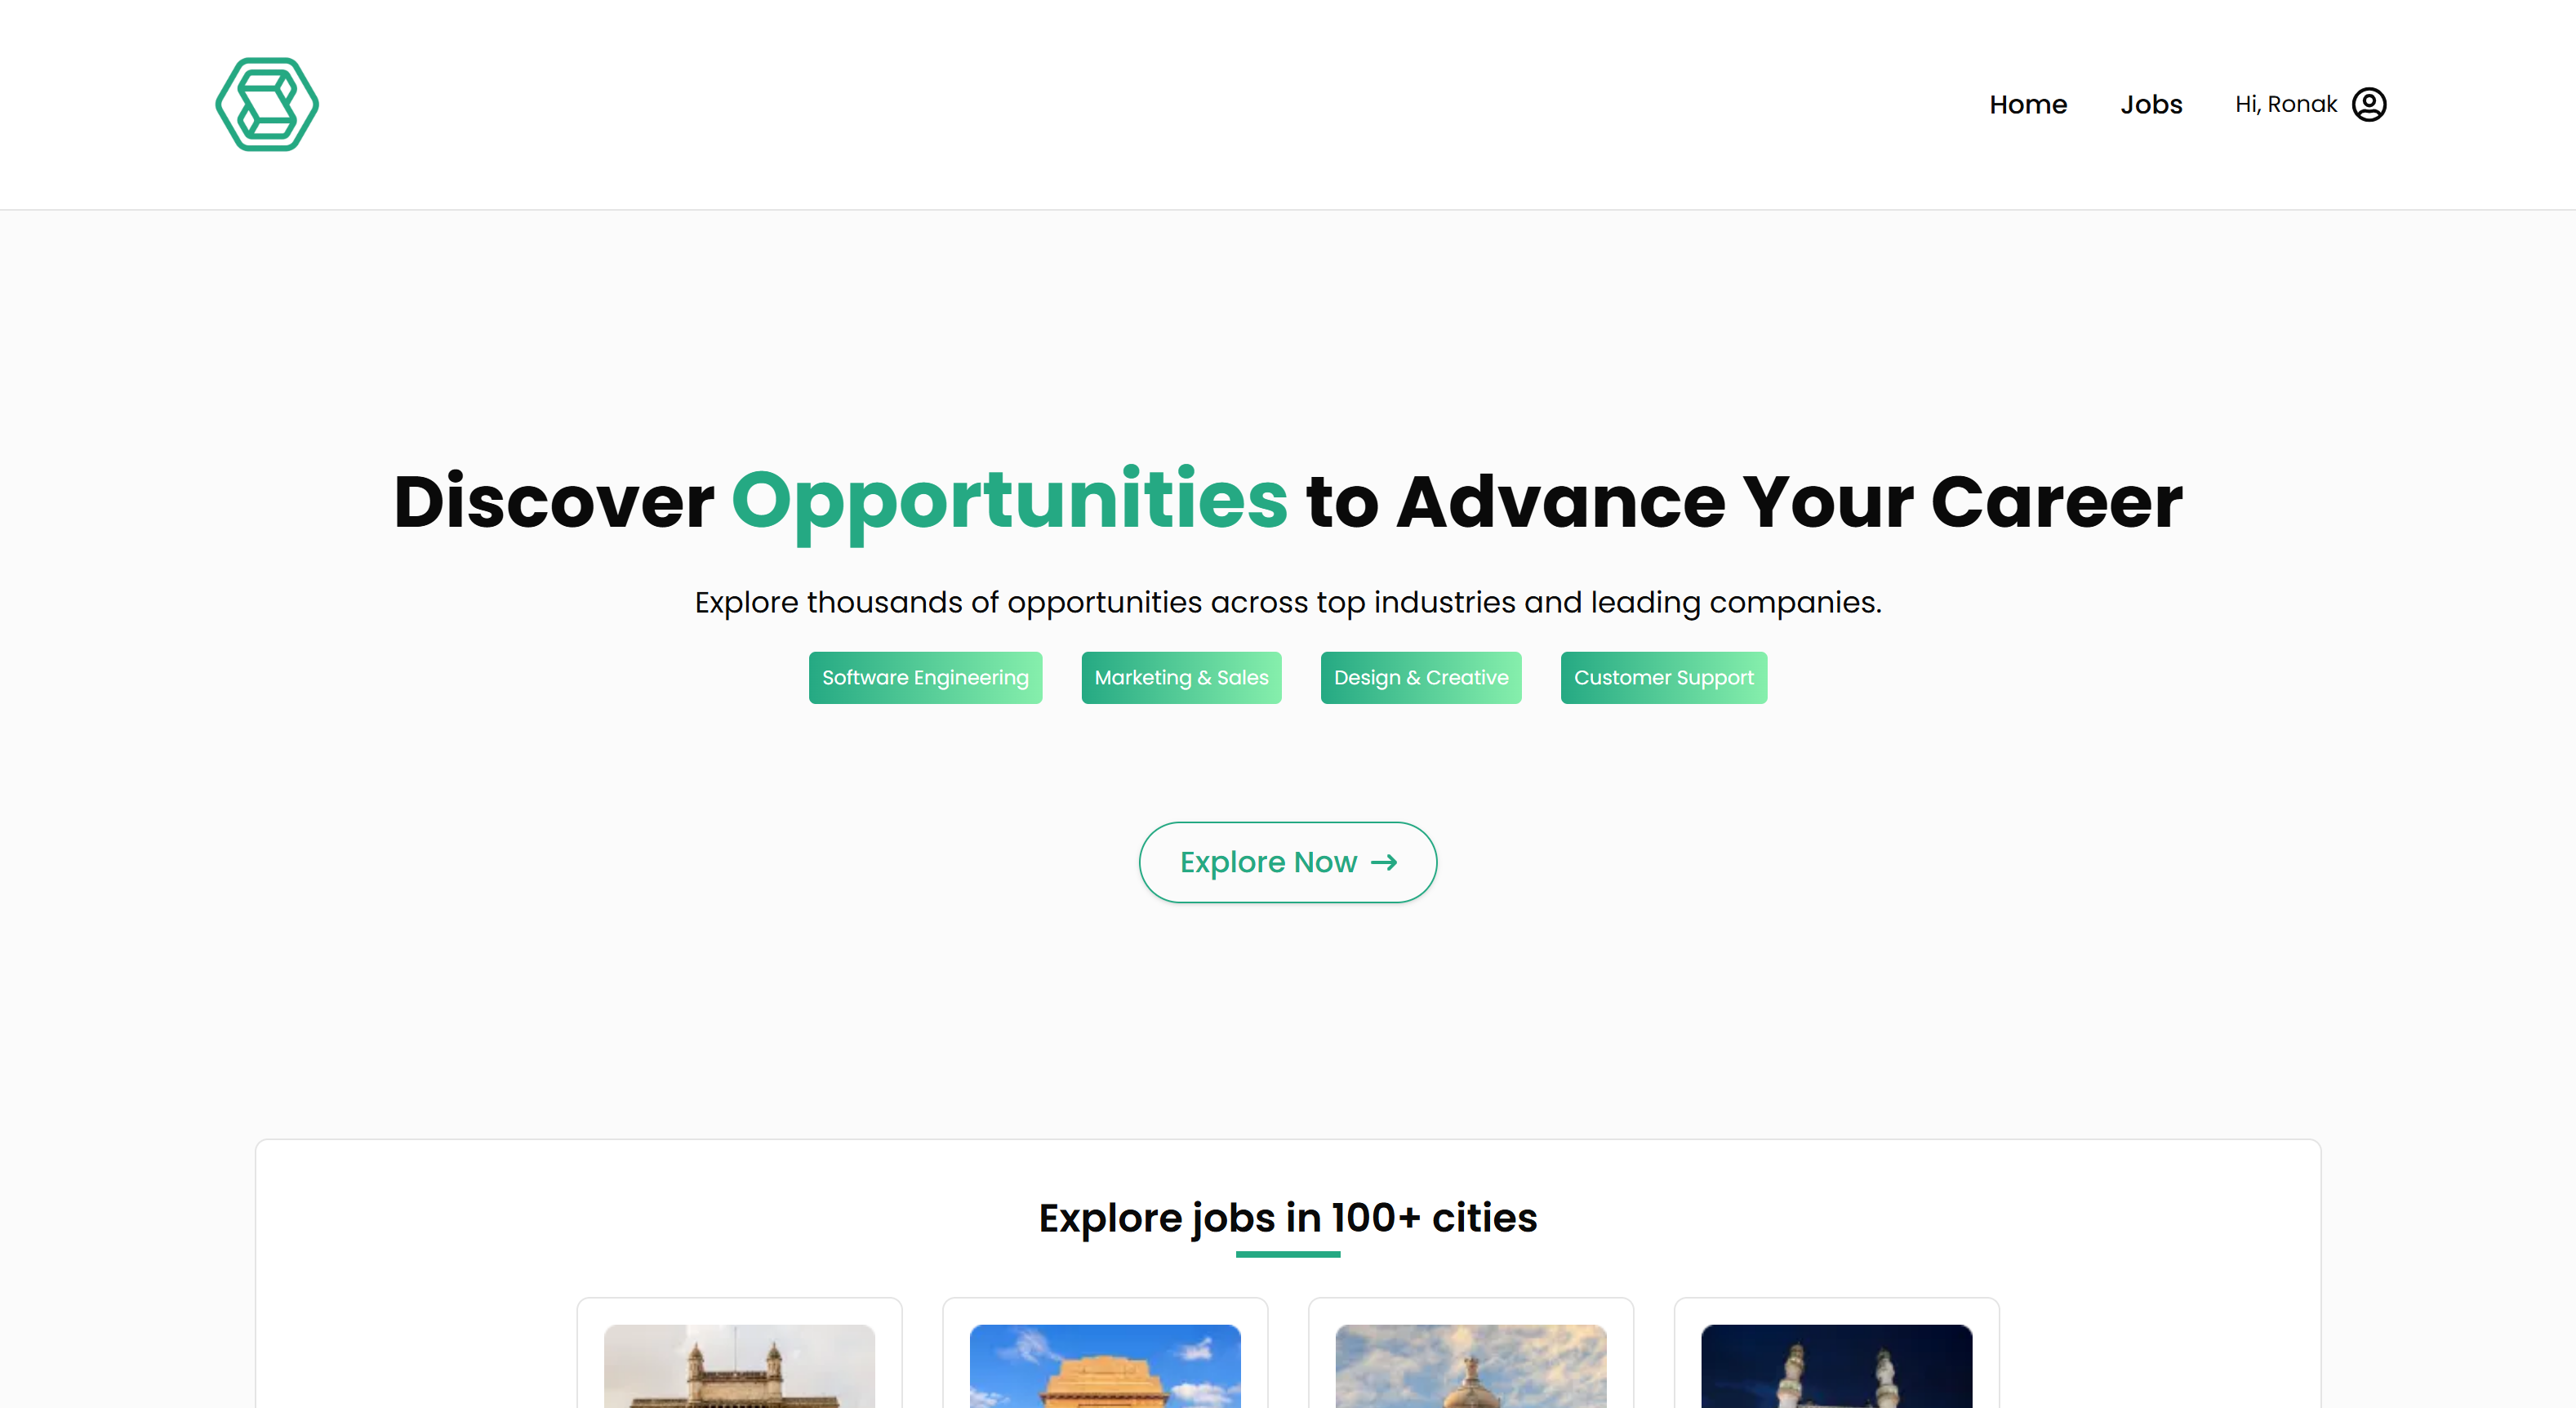 Home Jobs Hi, Ronak
Discover Opportunities to Advance Your Career
Explore thousands of opportunities across top industries and leading companies.
Software Engineering Marketing & Sales Design & Creative Customer Support
Explore Now
Explore jobs in 100+ cities